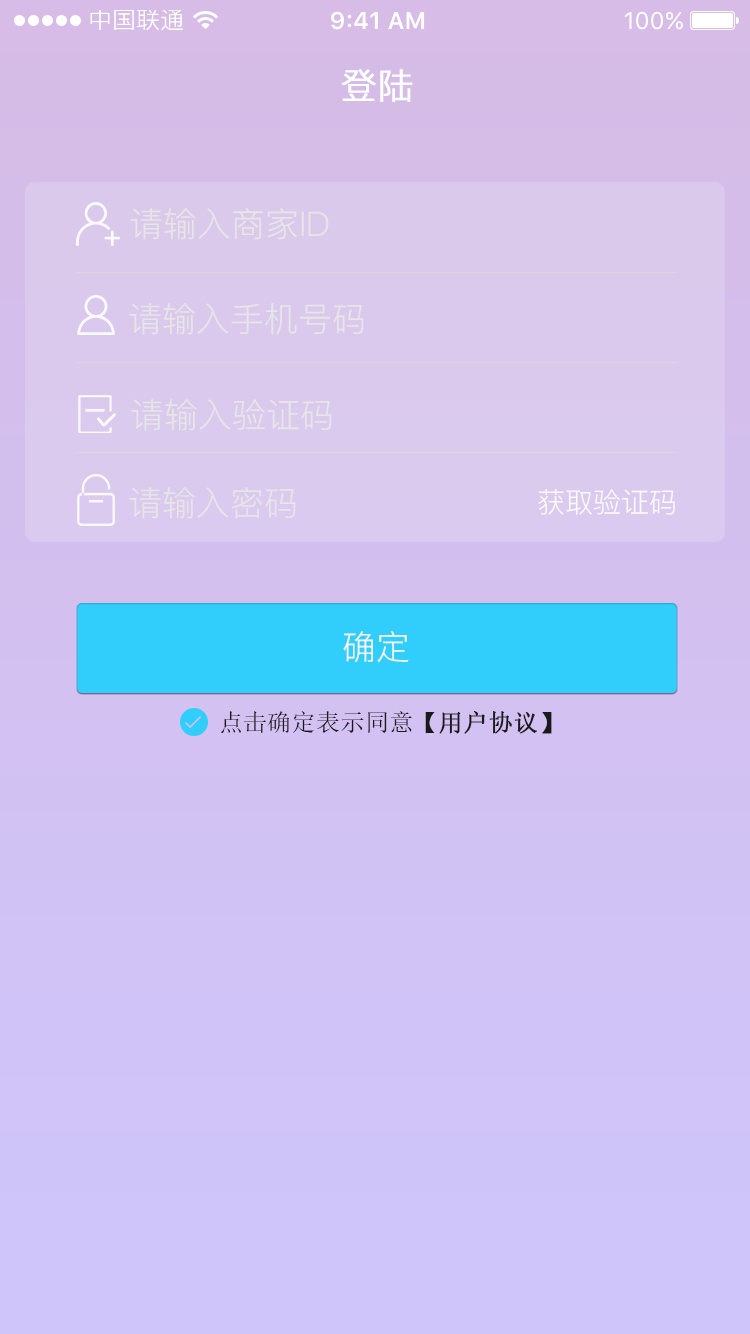 中国联通 9:41 AM 100%
登陆
请输入商家ID
请输入手机号码
请输入验证码
请输入密码 获取验证码
确定
点击确定表示同意【用户协议】